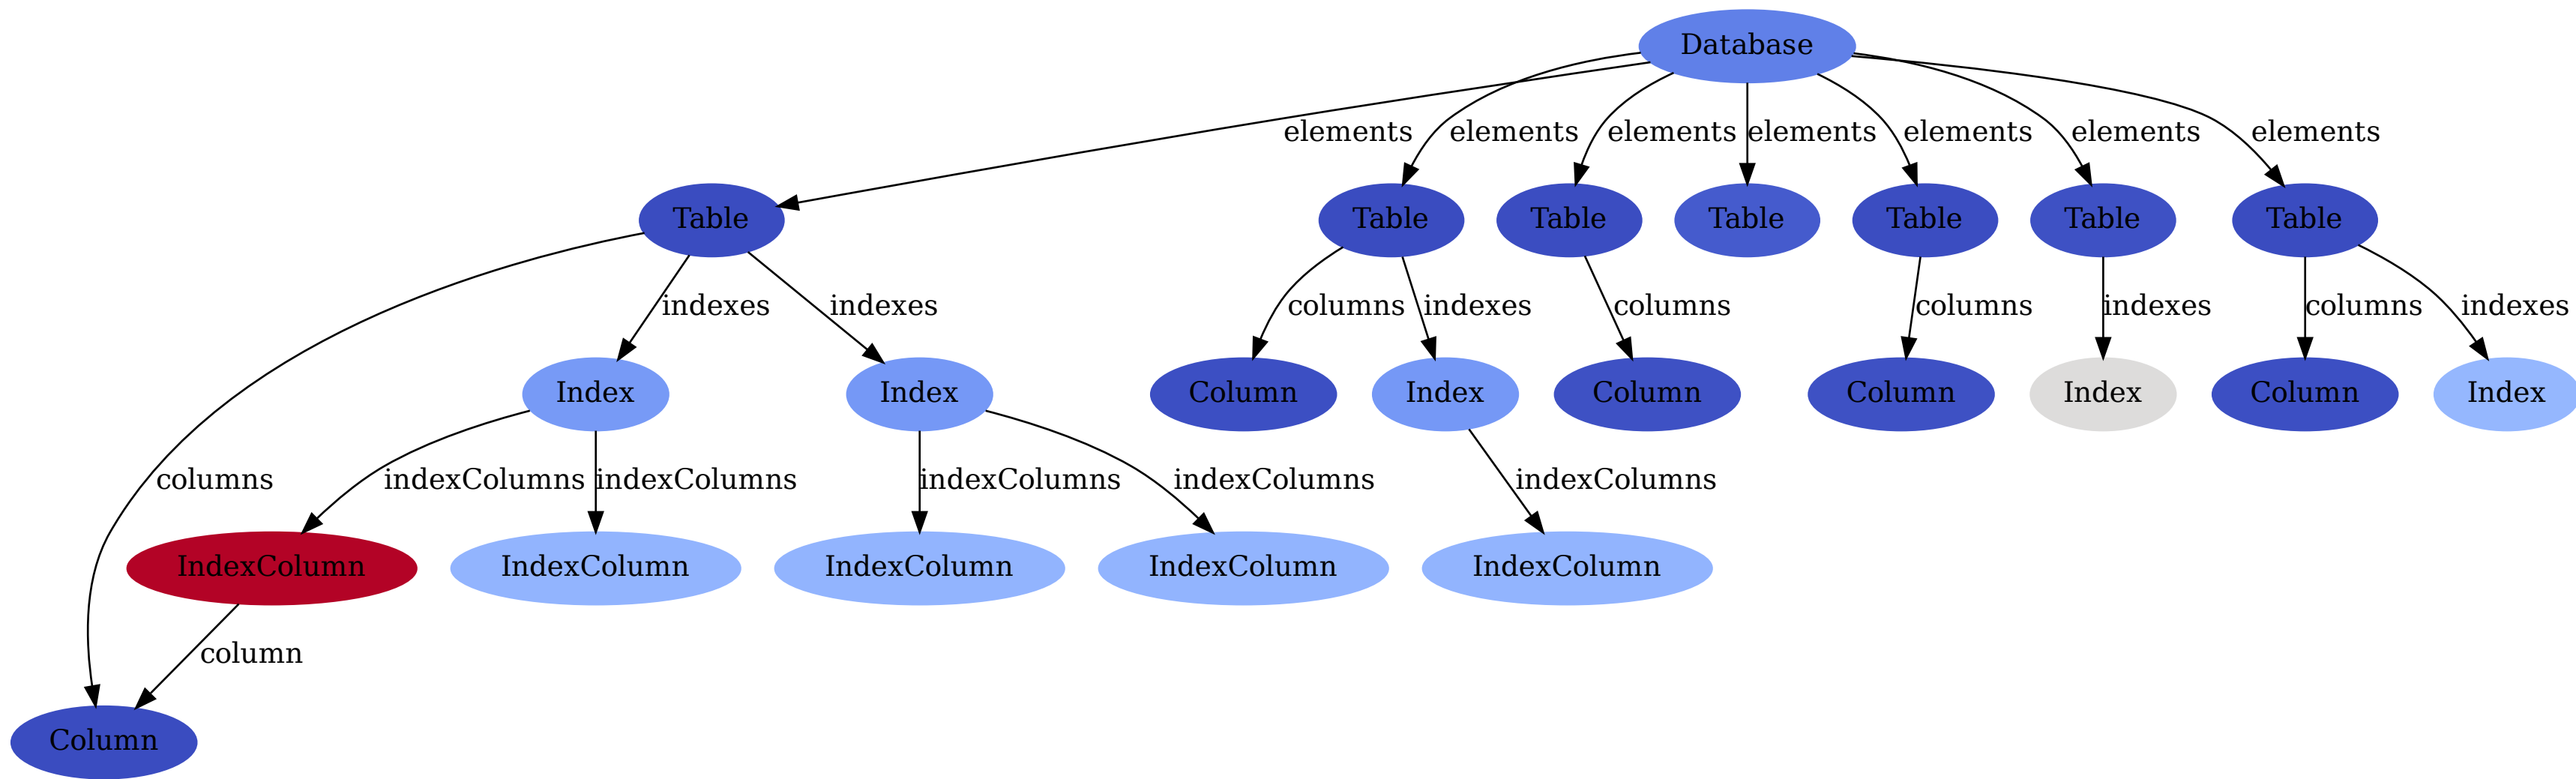 Database
elements
elements
elements
elements
elements
elements
elements
Table
Table
Table
Table
Table
Table
Table
indexes
indexes
columns
indexes
columns
columns
indexes
columns
indexes
Index
Index
Column
Index
Column
Column
Index
Column
Index
columns
indexColumns
indexColumns
indexColumns
indexColumns
indexColumns
IndexColumn
IndexColumn
IndexColumn
IndexColumn
IndexColumn
column
Column